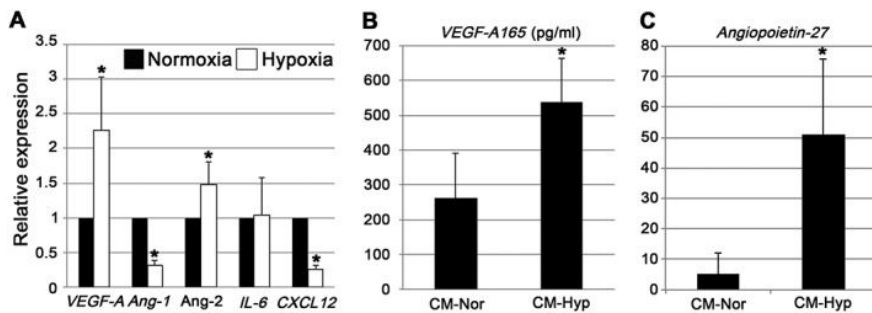 A
Relative expression
3.5
3
2.5
2
1.5
1
0.5
0
Normoxia Hypoxia
* * * *
VEGF-A Ang-1 Ang-2 IL-6 CXCL12
B
VEGF-A165 (pg/ml)
700
600
500
400
300
200
100
0
*
CM-Nor CM-Hyp
C
Angiopoietin-27
80
70
60
50
40
30
20
10
0
*
CM-Nor CM-Hyp